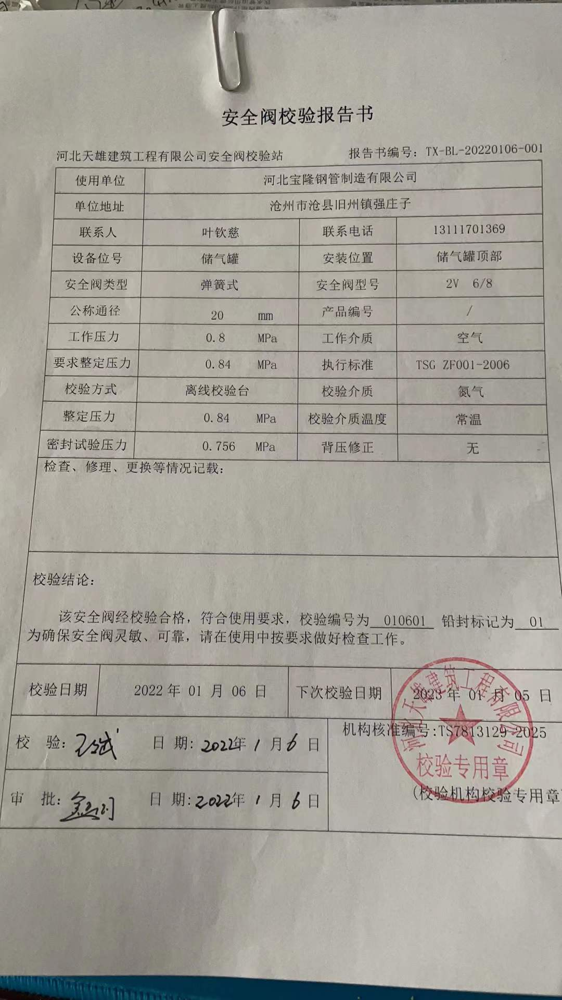 安全阀校验报告书
河北天雄建筑工程有限公司安全阀校验站 报告书编号：TX-BL-20220106-001
使用单位 河北宝隆钢管制造有限公司
单位地址 沧州市沧县旧州镇强庄子
联系人 叶钦慈 联系电话 13111701369
设备位号 储气罐 安装位置 储气罐顶部
安全阀类型 弹簧式 安全阀型号 2V 6/8
公称通径 20 mm 产品编号 /
工作压力 0.8 MPa 工作介质 空气
要求整定压力 0.84 MPa 执行标准 TSG ZF001-2006
校验方式 离线校验台 校验介质 氮气
整定压力 0.84 MPa 校验介质温度 常温
密封试验压力 0.756 MPa 背压修正 无
检查、修理、更换等情况记载：
校验结论：
该安全阀经校验合格，符合使用要求，校验编号为 010601 铅封标记为 01
为确保安全阀灵敏、可靠，请在使用中按要求做好检查工作。
校验日期 2022 年 01 月 06 日 下次校验日期 2023 年 01 月 05 日
校 验： 日 期：2022年 1 月 6 日
机构核准编号:TS7813129-2025
审 批： 日 期：2022年 1 月 6 日
(校验机构校验专用章
河北天雄建筑工程有限公司
校验专用章